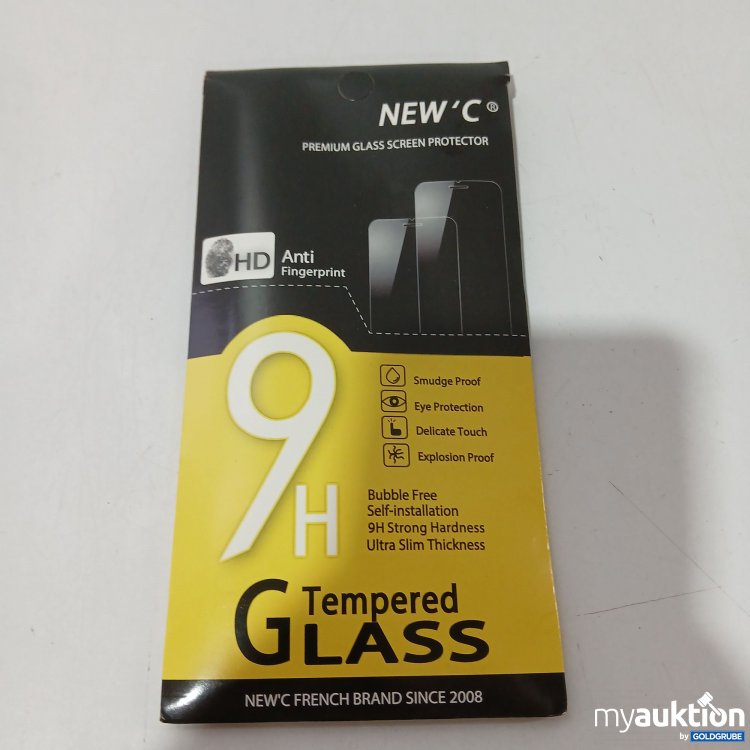 NEW 'C ®
PREMIUM GLASS SCREEN PROTECTOR
HD Anti
Fingerprint
9H
Smudge Proof
Eye Protection
Delicate Touch
Explosion Proof
Bubble Free
Self-installation
9H Strong Hardness
Ultra Slim Thickness
Tempered
GLASS
NEW'C FRENCH BRAND SINCE 2008
myauktion
by GOLDGRUBE